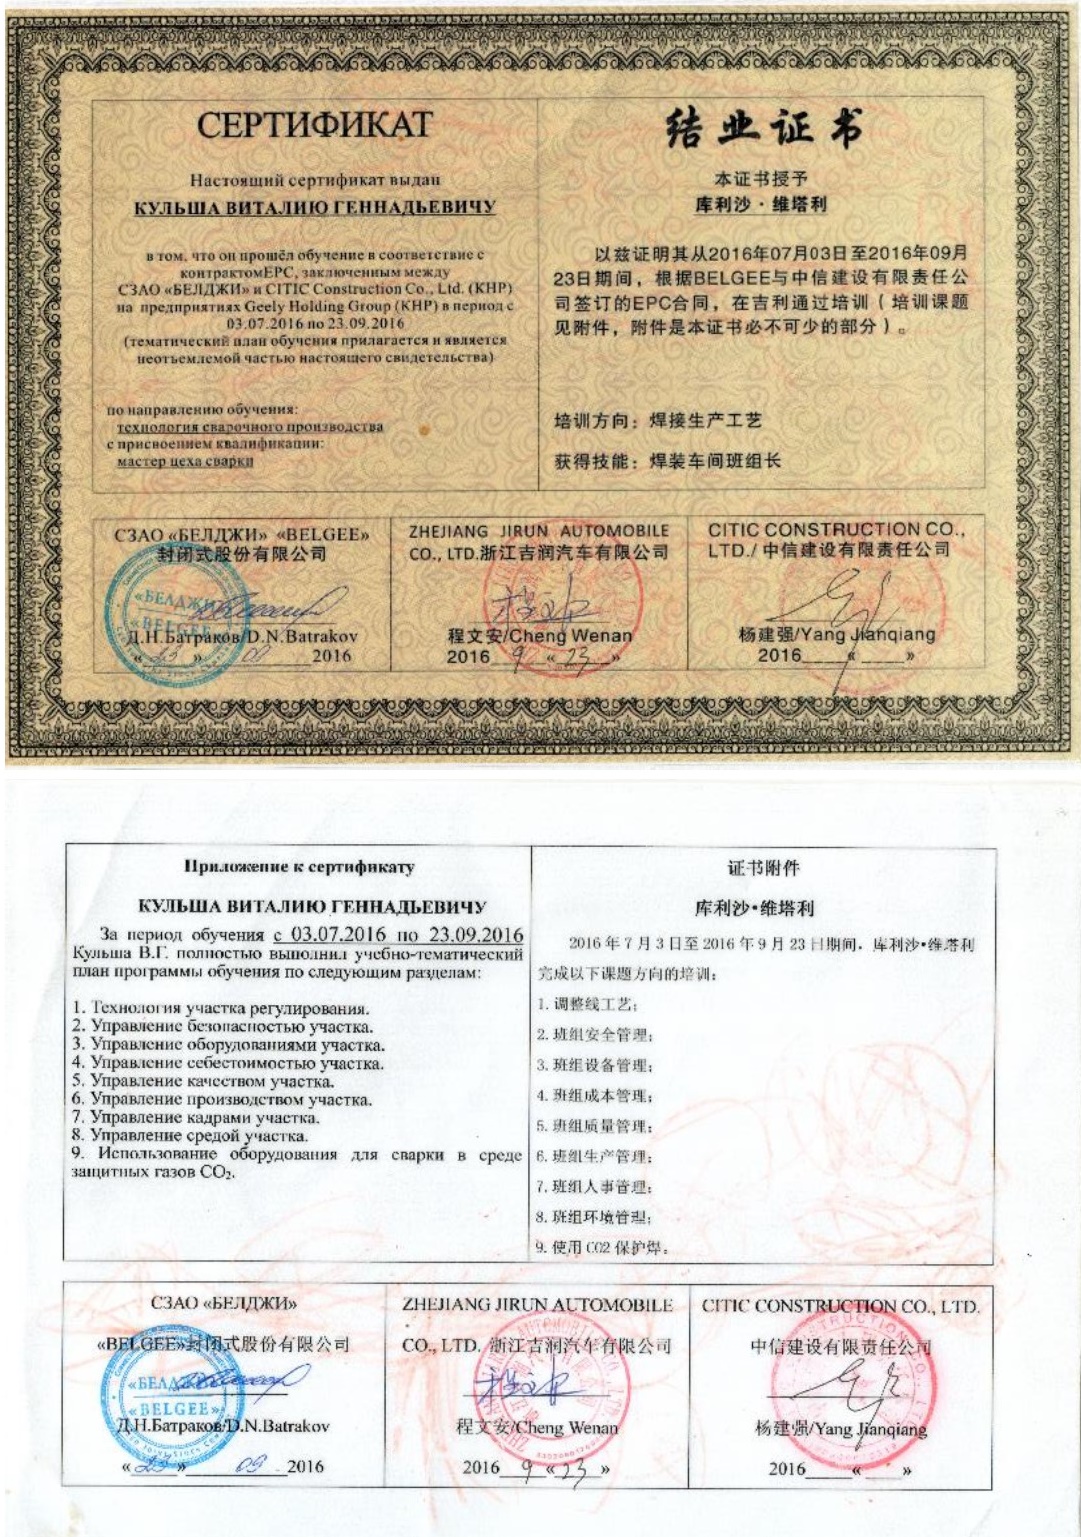 СЕРТИФИКАТ
Настоящий сертификат выдан
КУЛЬША ВИТАЛИЮ ГЕННАДЬЕВИЧУ
в том, что он прошёл обучение в соответствие с
контрактомEPC, заключенным между
СЗАО «БЕЛДЖИ» и CITIC Construction Co., Ltd. (КНР)
на предприятиях Geely Holding Group (КНР) в период с
03.07.2016 по 23.09.2016
(тематический план обучения прилагается и является
неотъемлемой частью настоящего свидетельства)
по направлению обучения:
технология сварочного производства
с присвоением квалификации:
мастер цеха сварки
结业证书
本证书授予
库利沙·维塔利
以兹证明其从2016年07月03日至2016年09月
23日期间，根据BELGEE与中信建设有限责任公
司签订的EPC合同，在吉利通过培训（培训课题
见附件，附件是本证书必不可少的部分）。
培训方向：焊接生产工艺
获得技能：焊装车间班组长
СЗАО «БЕЛДЖИ» «BELGEE»
封闭式股份有限公司
«БЕЛДЖИ»
«BELGEE»
Д.Н.Батраков/D.N.Batrakov
« 23 » 09 2016
ZHEJIANG JIRUN AUTOMOBILE
CO., LTD.浙江吉润汽车有限公司
程文安
程文安/Cheng Wenan
2016 9 « 23 »
CITIC CONSTRUCTION CO.,
LTD./ 中信建设有限责任公司
杨建强/Yang Jianqiang
2016 « »
Приложение к сертификату
КУЛЬША ВИТАЛИЮ ГЕННАДЬЕВИЧУ
За период обучения с 03.07.2016 по 23.09.2016
Кульша В.Г. полностью выполнил учебно-тематический
план программы обучения по следующим разделам:
1. Технология участка регулирования.
2. Управление безопасностью участка.
3. Управление оборудованиями участка.
4. Управление себестоимостью участка.
5. Управление качеством участка.
6. Управление производством участка.
7. Управление кадрами участка.
8. Управление средой участка.
9. Использование оборудования для сварки в среде
защитных газов CO₂.
证书附件
库利沙•维塔利
2016 年 7 月 3 日至 2016 年 9 月 23 日期间，库利沙•维塔利
完成以下课题方向的培训：
1. 调整线工艺；
2. 班组安全管理；
3. 班组设备管理；
4. 班组成本管理；
5. 班组质量管理；
6. 班组生产管理；
7. 班组人事管理；
8. 班组环境管理；
9. 使用 CO2 保护焊。
СЗАО «БЕЛДЖИ»
«BELGEE»封闭式股份有限公司
«БЕЛДЖИ»
«BELGEE»
Д.Н.Батраков/D.N.Batrakov
« 23 » 09 2016
ZHEJIANG JIRUN AUTOMOBILE
CO., LTD. 浙江吉润汽车有限公司
程文安
程文安/Cheng Wenan
2016 9 « 23 »
CITIC CONSTRUCTION CO., LTD.
中信建设有限责任公司
杨建强/Yang Jianqiang
2016 « »